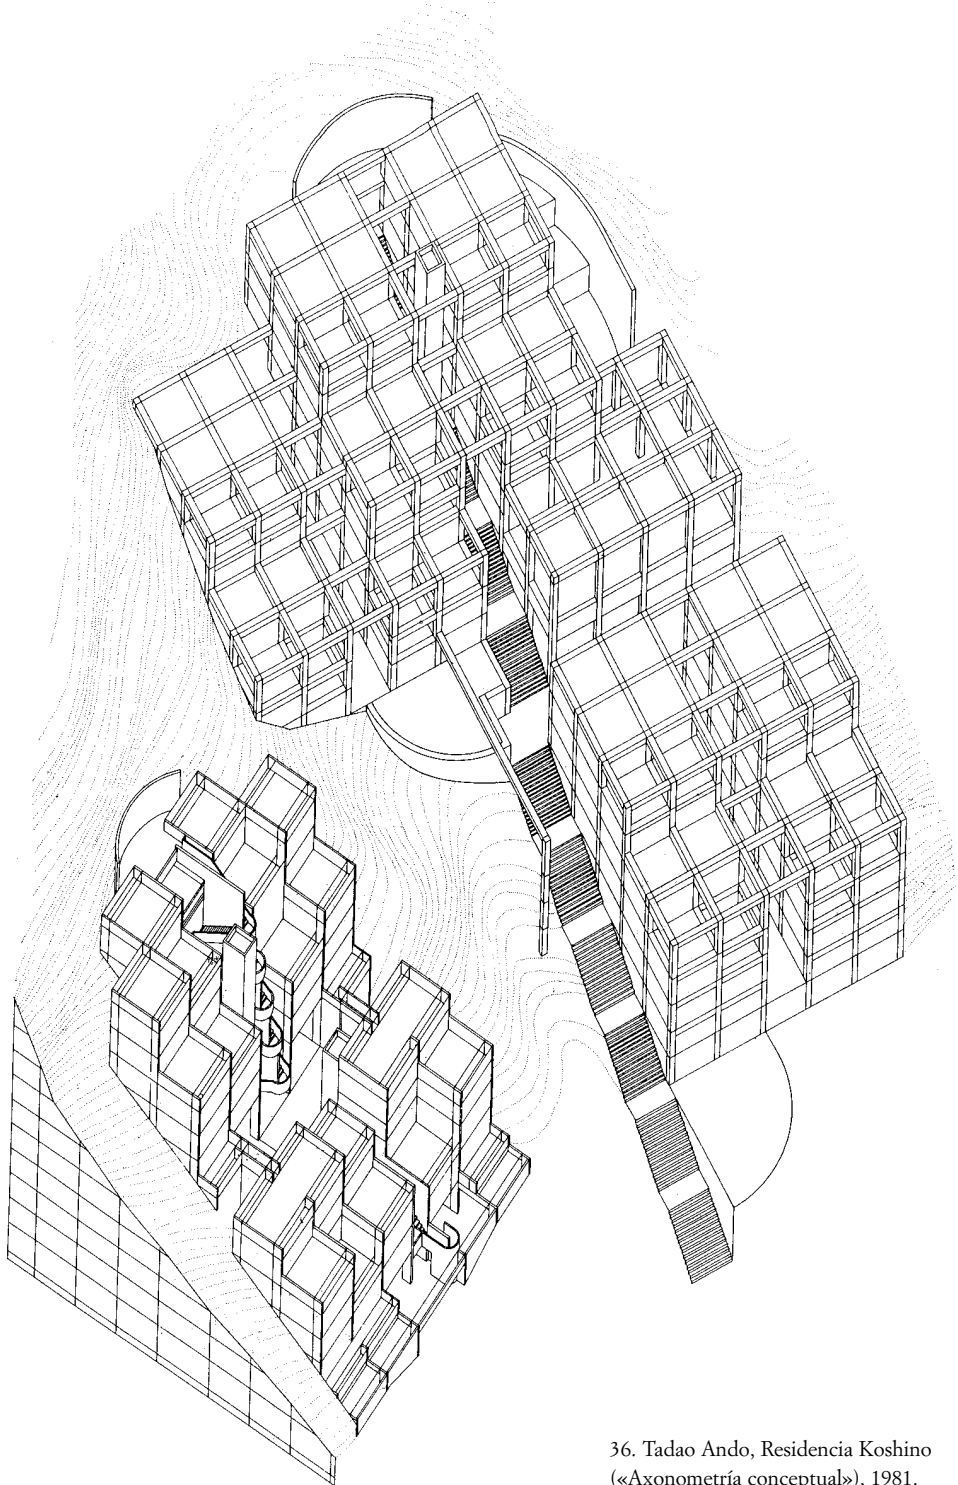 36. Tadao Ando, Residencia Koshino
(«Axonometría conceptual»), 1981.